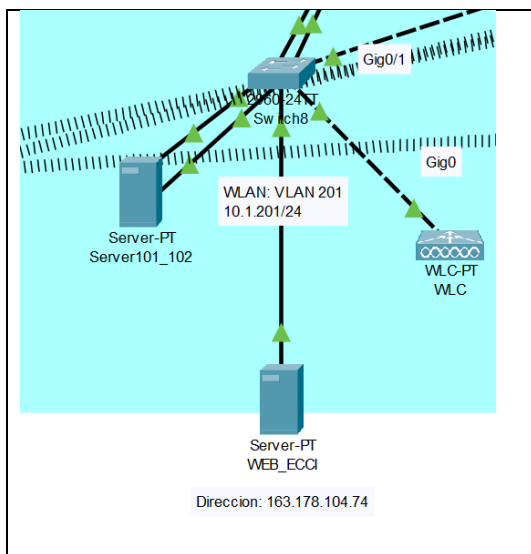 Gig0/1
2960-24TT
Switch8
Gig0
WLAN: VLAN 201
10.1.201/24
Server-PT
Server101_102
WLC-PT
WLC
Server-PT
WEB_ECCI
Direccion: 163.178.104.74